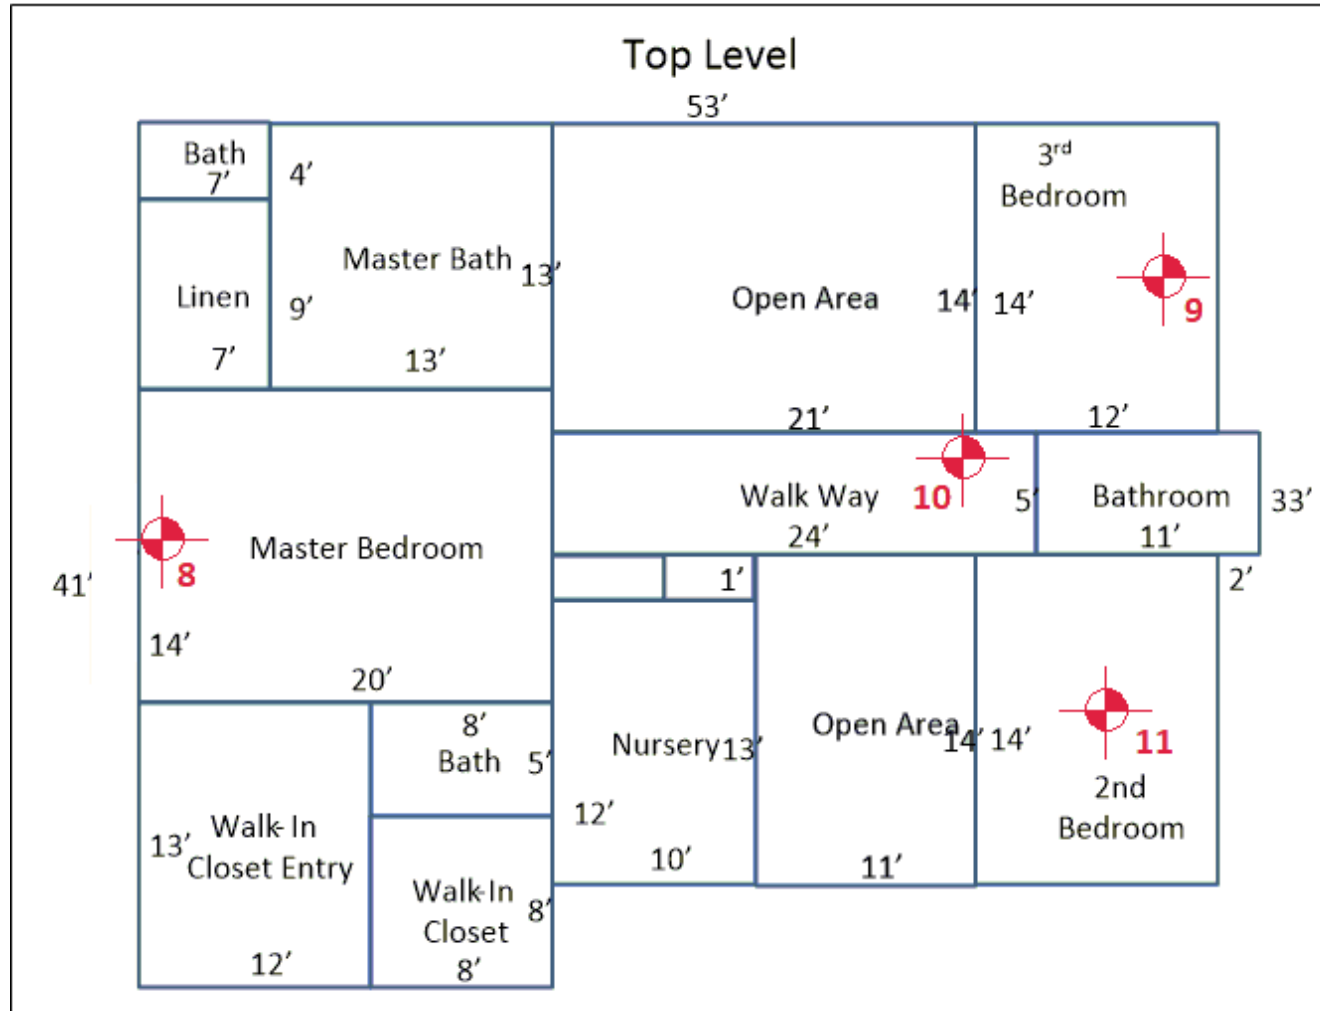 Top Level
53’
Bath
7’
4’
Linen
9’
7’
Master Bath
13’
13’
Open Area
14’
21’
3rd
Bedroom
14’
9
12’
Master Bedroom
8
41’
14’
20’
Walk Way
10
5’
24’
Bathroom
11’
33’
1’
2’
8’
Bath
5’
Nursery
13’
12’
10’
Open Area
14’
11’
14’
11
2nd
Bedroom
Walk-In
Closet Entry
13’
12’
Walk-In
Closet
8’
8’